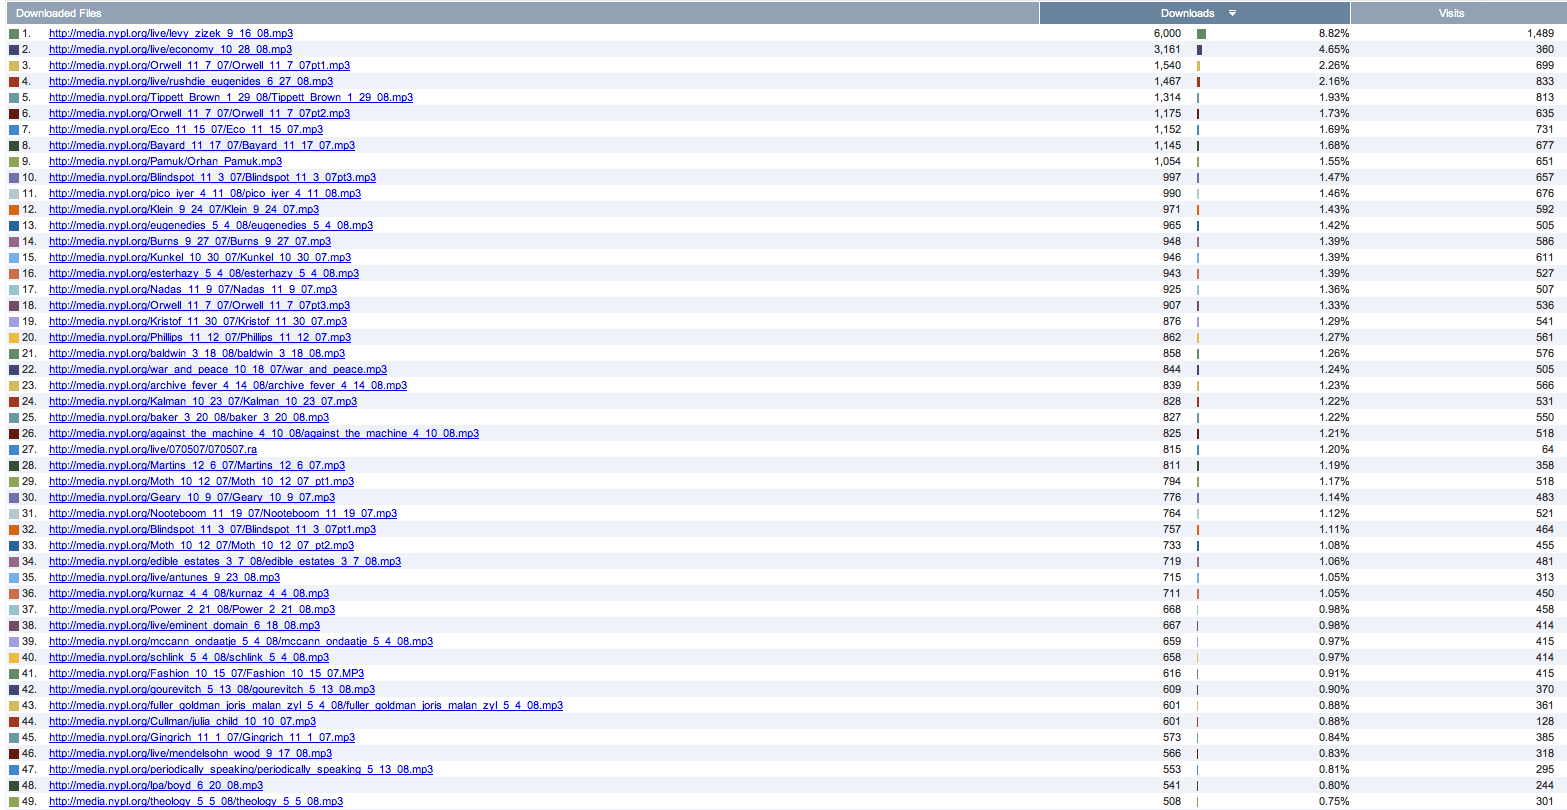 Downloaded Files Downloads Visits
1. http://media.nypl.org/live/levy_zizek_9_16_08.mp3 6,000 8.82% 1,489
2. http://media.nypl.org/live/economy_10_28_08.mp3 3,161 4.65% 360
3. http://media.nypl.org/Orwell_11_7_07/Orwell_11_7_07pt1.mp3 1,540 2.26% 699
4. http://media.nypl.org/live/rushdie_eugenides_6_27_08.mp3 1,467 2.16% 833
5. http://media.nypl.org/Tippett_Brown_1_29_08/Tippett_Brown_1_29_08.mp3 1,314 1.93% 813
6. http://media.nypl.org/Orwell_11_7_07/Orwell_11_7_07pt2.mp3 1,175 1.73% 635
7. http://media.nypl.org/Eco_11_15_07/Eco_11_15_07.mp3 1,152 1.69% 731
8. http://media.nypl.org/Bayard_11_17_07/Bayard_11_17_07.mp3 1,145 1.68% 677
9. http://media.nypl.org/Pamuk/Orhan_Pamuk.mp3 1,054 1.55% 651
10. http://media.nypl.org/Blindspot_11_3_07/Blindspot_11_3_07pt3.mp3 997 1.47% 657
11. http://media.nypl.org/pico_iyer_4_11_08/pico_iyer_4_11_08.mp3 990 1.46% 676
12. http://media.nypl.org/Klein_9_24_07/Klein_9_24_07.mp3 971 1.43% 592
13. http://media.nypl.org/eugenedies_5_4_08/eugenedies_5_4_08.mp3 965 1.42% 505
14. http://media.nypl.org/Burns_9_27_07/Burns_9_27_07.mp3 948 1.39% 586
15. http://media.nypl.org/Kunkel_10_30_07/Kunkel_10_30_07.mp3 946 1.39% 611
16. http://media.nypl.org/esterhazy_5_4_08/esterhazy_5_4_08.mp3 943 1.39% 527
17. http://media.nypl.org/Nadas_11_9_07/Nadas_11_9_07.mp3 925 1.36% 507
18. http://media.nypl.org/Orwell_11_7_07/Orwell_11_7_07pt3.mp3 907 1.33% 536
19. http://media.nypl.org/Kristof_11_30_07/Kristof_11_30_07.mp3 876 1.29% 541
20. http://media.nypl.org/Phillips_11_12_07/Phillips_11_12_07.mp3 862 1.27% 561
21. http://media.nypl.org/baldwin_3_18_08/baldwin_3_18_08.mp3 858 1.26% 576
22. http://media.nypl.org/war_and_peace_10_18_07/war_and_peace.mp3 844 1.24% 505
23. http://media.nypl.org/archive_fever_4_14_08/archive_fever_4_14_08.mp3 839 1.23% 566
24. http://media.nypl.org/Kalman_10_23_07/Kalman_10_23_07.mp3 828 1.22% 531
25. http://media.nypl.org/baker_3_20_08/baker_3_20_08.mp3 827 1.22% 550
26. http://media.nypl.org/against_the_machine_4_10_08/against_the_machine_4_10_08.mp3 825 1.21% 518
27. http://media.nypl.org/live/070507/070507.ra 815 1.20% 64
28. http://media.nypl.org/Martins_12_6_07/Martins_12_6_07.mp3 811 1.19% 358
29. http://media.nypl.org/Moth_10_12_07/Moth_10_12_07_pt1.mp3 794 1.17% 518
30. http://media.nypl.org/Geary_10_9_07/Geary_10_9_07.mp3 776 1.14% 483
31. http://media.nypl.org/Nooteboom_11_19_07/Nooteboom_11_19_07.mp3 764 1.12% 521
32. http://media.nypl.org/Blindspot_11_3_07/Blindspot_11_3_07pt1.mp3 757 1.11% 464
33. http://media.nypl.org/Moth_10_12_07/Moth_10_12_07_pt2.mp3 733 1.08% 455
34. http://media.nypl.org/edible_estates_3_7_08/edible_estates_3_7_08.mp3 719 1.06% 481
35. http://media.nypl.org/live/antunes_9_23_08.mp3 715 1.05% 313
36. http://media.nypl.org/kurnaz_4_4_08/kurnaz_4_4_08.mp3 711 1.05% 450
37. http://media.nypl.org/Power_2_21_08/Power_2_21_08.mp3 668 0.98% 458
38. http://media.nypl.org/live/eminent_domain_6_18_08.mp3 667 0.98% 414
39. http://media.nypl.org/mccann_ondaatje_5_4_08/mccann_ondaatje_5_4_08.mp3 659 0.97% 415
40. http://media.nypl.org/schlink_5_4_08/schlink_5_4_08.mp3 658 0.97% 414
41. http://media.nypl.org/Fashion_10_15_07/Fashion_10_15_07.MP3 616 0.91% 415
42. http://media.nypl.org/gourevitch_5_13_08/gourevitch_5_13_08.mp3 609 0.90% 370
43. http://media.nypl.org/fuller_goldman_joris_malan_zyl_5_4_08/fuller_goldman_joris_malan_zyl_5_4_08.mp3 601 0.88% 361
44. http://media.nypl.org/Cullman/julia_child_10_10_07.mp3 601 0.88% 128
45. http://media.nypl.org/Gingrich_11_1_07/Gingrich_11_1_07.mp3 573 0.84% 385
46. http://media.nypl.org/live/mendelsohn_wood_9_17_08.mp3 566 0.83% 318
47. http://media.nypl.org/periodically_speaking/periodically_speaking_5_13_08.mp3 553 0.81% 295
48. http://media.nypl.org/lpa/boyd_6_20_08.mp3 541 0.80% 244
49. http://media.nypl.org/theology_5_5_08/theology_5_5_08.mp3 508 0.75% 301